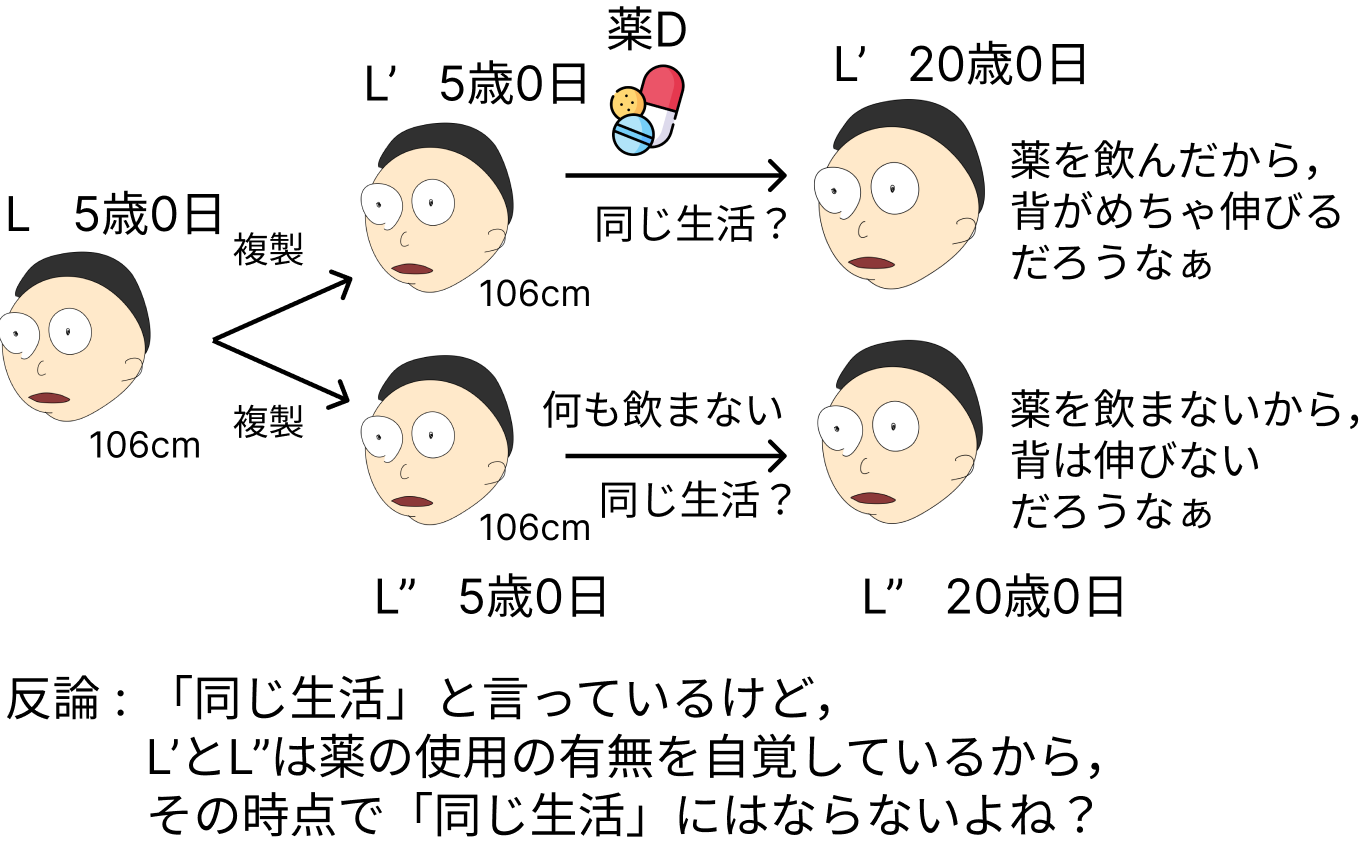 薬D
L’ 5歳0日
L’ 20歳0日
薬を飲んだから，
背がめちゃ伸びる
だろうなぁ
同じ生活？
L 5歳0日
複製
106cm
106cm
複製
何も飲まない
同じ生活？
薬を飲まないから，
背は伸びない
だろうなぁ
106cm
L” 5歳0日
L” 20歳0日
反論：「同じ生活」と言っているけど，
L’とL”は薬の使用の有無を自覚しているから，
その時点で「同じ生活」にはならないよね？